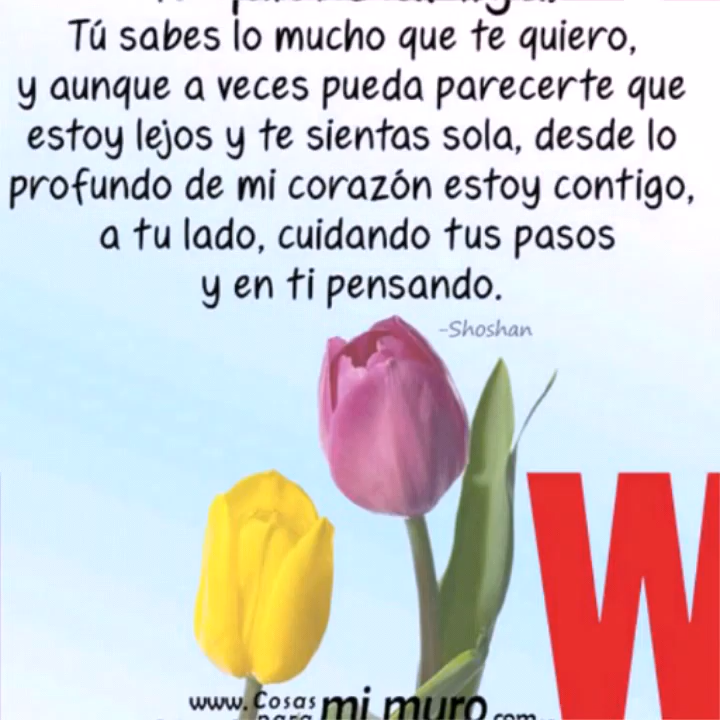 Tú sabes lo mucho que te quiero,
y aunque a veces pueda parecerte que
estoy lejos y te sientas sola, desde lo
profundo de mi corazón estoy contigo,
a tu lado, cuidando tus pasos
y en ti pensando.
-Shoshan
W
www. Cosas para mi muro .com